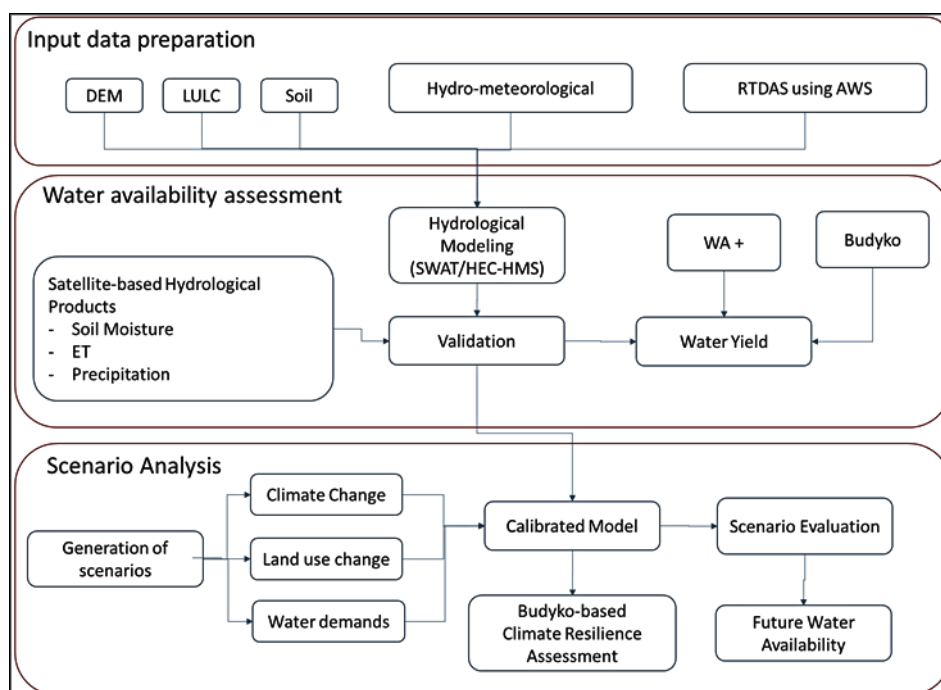 Input data preparation
DEM
LULC
Soil
Hydro-meteorological
RTDAS using AWS
Water availability assessment
Hydrological
Modeling
(SWAT/HEC-HMS)
WA +
Budyko
Satellite-based Hydrological
Products
- Soil Moisture
- ET
- Precipitation
Validation
Water Yield
Scenario Analysis
Climate Change
Generation of
scenarios
Land use change
Water demands
Calibrated Model
Scenario Evaluation
Budyko-based
Climate Resilience
Assessment
Future Water
Availability